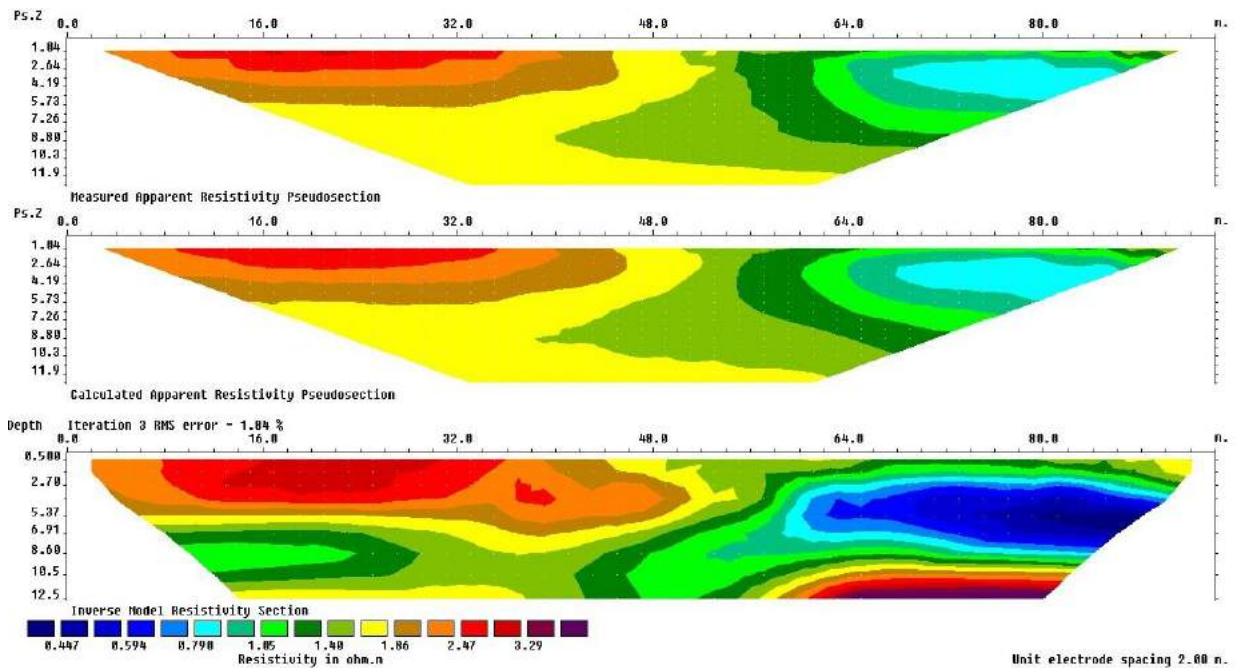 Ps.Z 0.0 16.0 32.0 48.0 64.0 80.0 m.
1.84
2.64
4.19
5.73
7.26
8.80
10.3
11.9
Measured Apparent Resistivity Pseudosection
Ps.Z 0.0 16.0 32.0 48.0 64.0 80.0 m.
1.84
2.64
4.19
5.73
7.26
8.80
10.3
11.9
Calculated Apparent Resistivity Pseudosection
Depth Iteration 3 RMS error = 1.84 %
0.0 16.0 32.0 48.0 64.0 80.0 m.
0.500
2.70
5.37
6.91
8.60
10.5
12.5
Inverse Model Resistivity Section
0.447 0.594 0.790 1.05 1.40 1.86 2.47 3.29
Resistivity in ohm.m Unit electrode spacing 2.00 m.